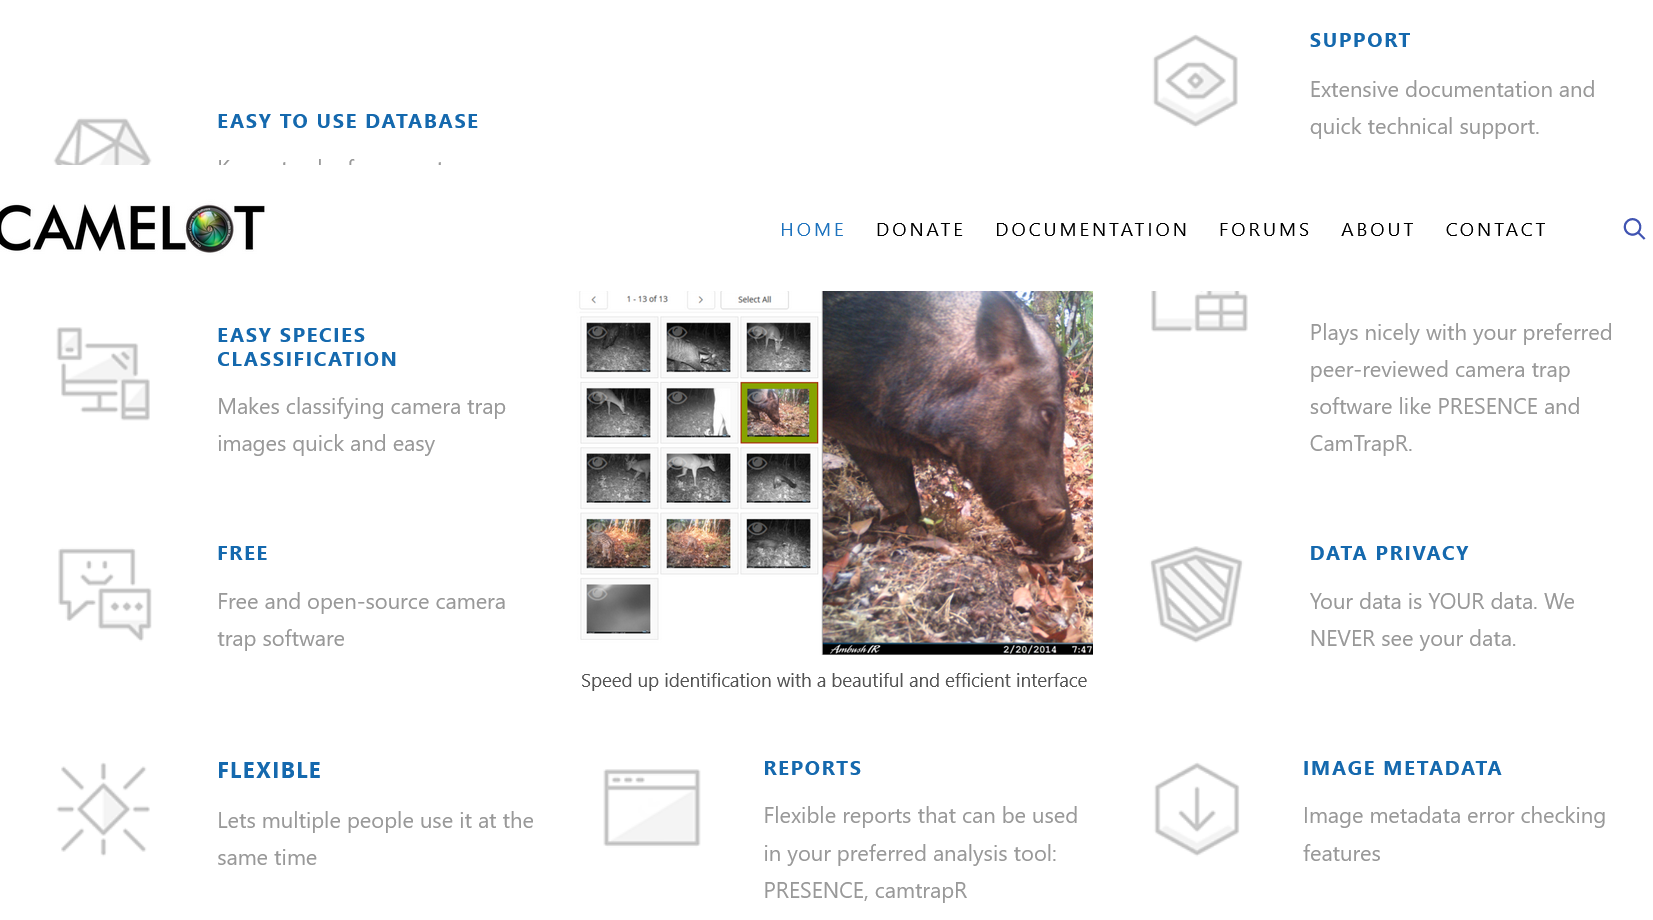 SUPPORT
Extensive documentation and
quick technical support.
EASY TO USE DATABASE
CAMELOT
HOME DONATE DOCUMENTATION FORUMS ABOUT CONTACT
EASY SPECIES
CLASSIFICATION
Makes classifying camera trap
images quick and easy
1 - 13 of 13
Select All
Plays nicely with your preferred
peer-reviewed camera trap
software like PRESENCE and
CamTrapR.
FREE
Free and open-source camera
trap software
Ambush IR 2/20/2014 7:47
Speed up identification with a beautiful and efficient interface
DATA PRIVACY
Your data is YOUR data. We
NEVER see your data.
FLEXIBLE
Lets multiple people use it at the
same time
REPORTS
Flexible reports that can be used
in your preferred analysis tool:
PRESENCE, camtrapR
IMAGE METADATA
Image metadata error checking
features